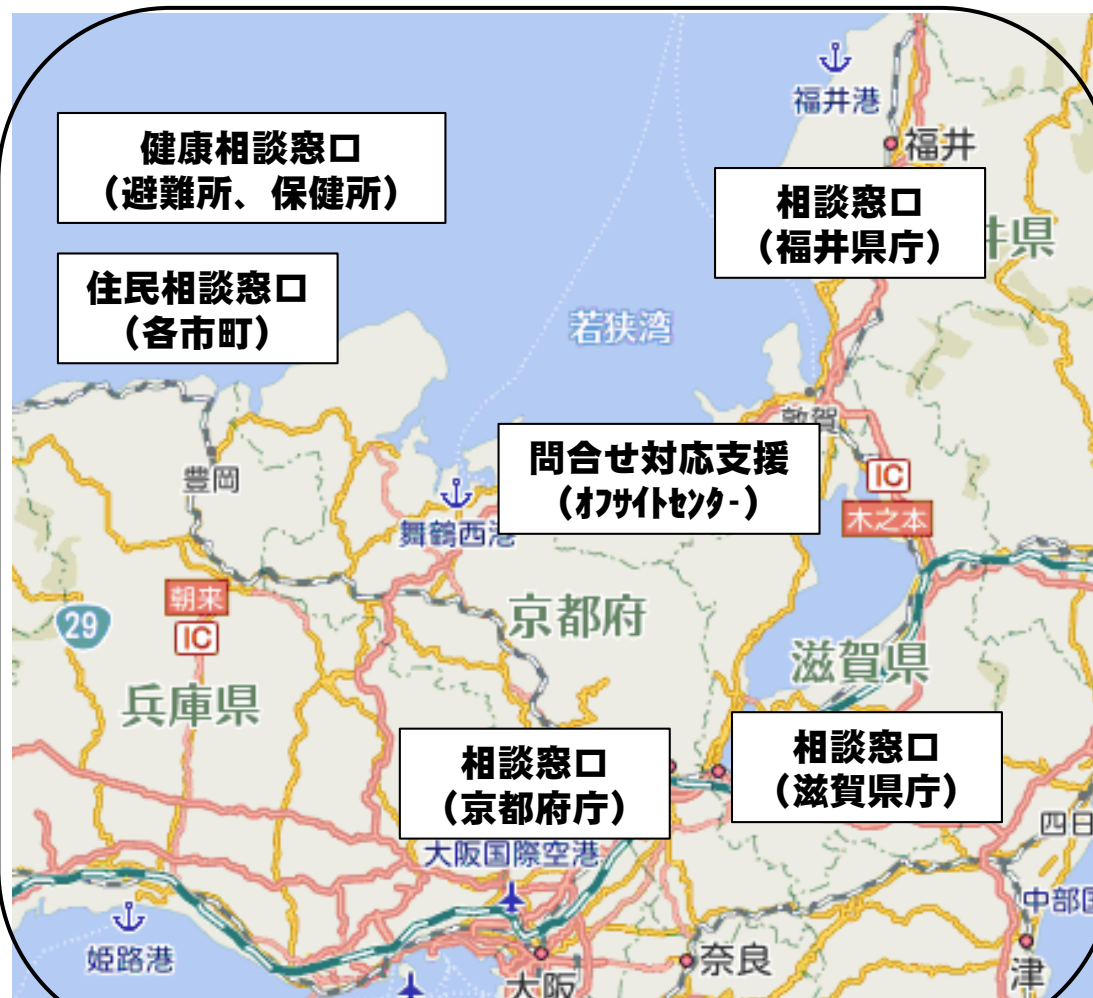 福井港
福井
健康相談窓口
（避難所、保健所）
相談窓口
（福井県庁）
井県
住民相談窓口
（各市町）
若狭湾
敦賀
問合せ対応支援
（ｵﾌｻｲﾄｾﾝﾀｰ）
IC
木之本
豊岡
舞鶴西港
朝来
IC
29
京都府
滋賀県
兵庫県
相談窓口
（京都府庁）
相談窓口
（滋賀県庁）
四日
大阪国際空港
中部国
姫路港
奈良
大阪
津